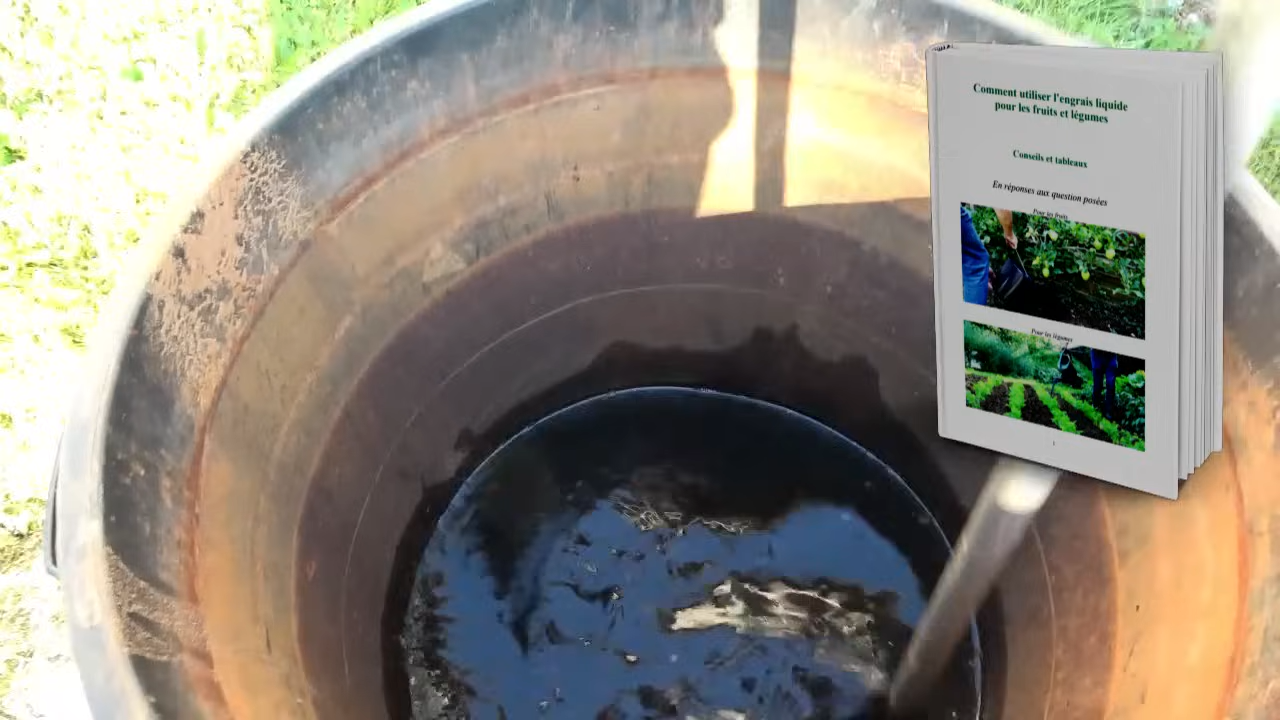 Comment utiliser l'engrais liquide
pour les fruits et légumes
Conseils et tableaux
En réponses aux question posées
Pour les fruits
Pour les légumes